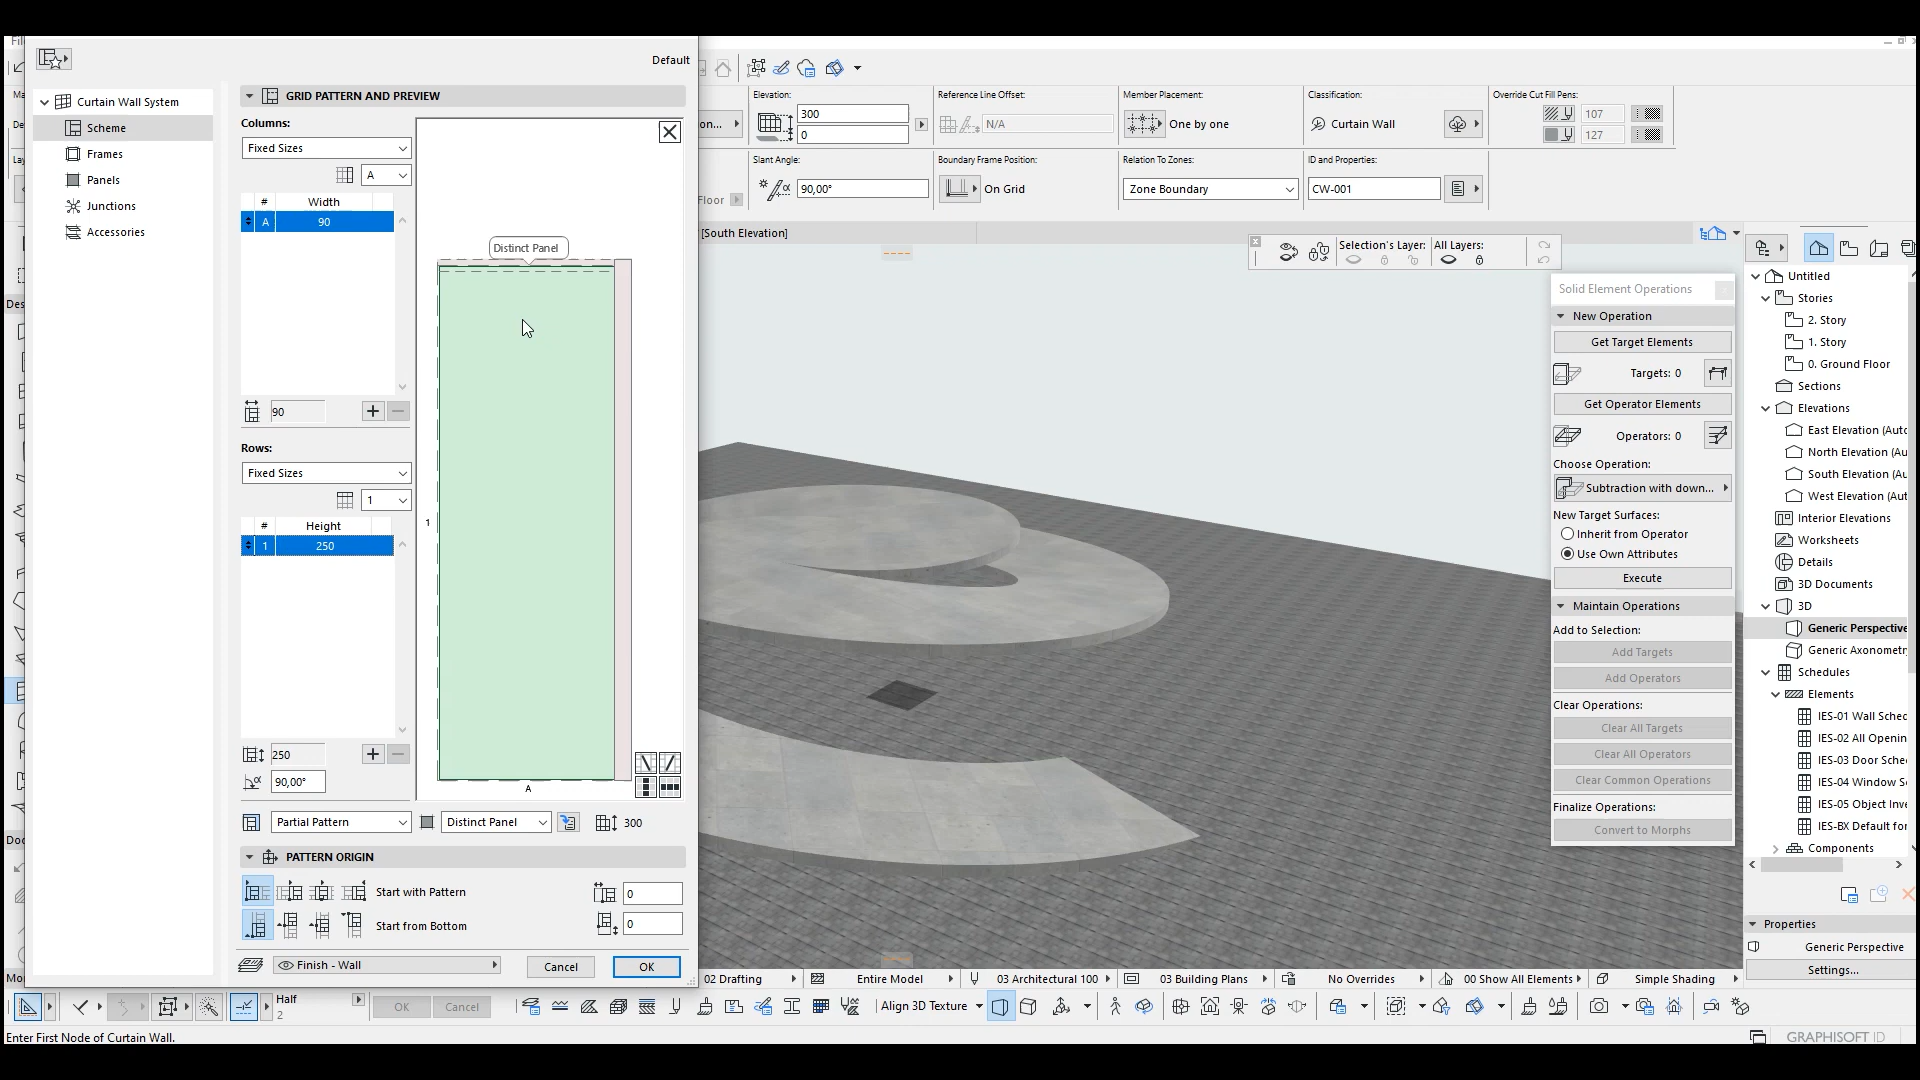 Default
Curtain Wall System
Scheme
Frames
Panels
Junctions
Accessories
GRID PATTERN AND PREVIEW
Columns:
Fixed Sizes
A
# Width
A 90
90
Rows:
Fixed Sizes
1
# Height
1 250
250
90,00°
Distinct Panel
1
A
Partial Pattern
Distinct Panel
300
PATTERN ORIGIN
Start with Pattern
0
Start from Bottom
0
Finish - Wall
Cancel
OK
Elevation:
300
0
Reference Line Offset:
N/A
Member Placement:
One by one
Classification:
Curtain Wall
Override Cut Fill Pens:
107
127
Slant Angle:
90,00°
Boundary Frame Position:
On Grid
Relation To Zones:
Zone Boundary
ID and Properties:
CW-001
on...
Floor
[South Elevation]
Selection's Layer:
All Layers:
Solid Element Operations
New Operation
Get Target Elements
Targets: 0
Get Operator Elements
Operators: 0
Choose Operation:
Subtraction with down...
New Target Surfaces:
Inherit from Operator
Use Own Attributes
Execute
Maintain Operations
Add to Selection:
Add Targets
Add Operators
Clear Operations:
Clear All Targets
Clear All Operators
Clear Common Operations
Finalize Operations:
Convert to Morphs
Untitled
Stories
2. Story
1. Story
0. Ground Floor
Sections
Elevations
East Elevation (Auto
North Elevation (Au
South Elevation (Au
West Elevation (Aut
Interior Elevations
Worksheets
Details
3D Documents
3D
Generic Perspective
Generic Axonometry
Schedules
Elements
IES-01 Wall Sched
IES-02 All Opening
IES-03 Door Sche
IES-04 Window S
IES-05 Object Inve
IES-BX Default for
Components
Properties
Generic Perspective
Settings...
02 Drafting
Entire Model
03 Architectural 100
03 Building Plans
No Overrides
00 Show All Elements
Simple Shading
Half
2
OK
Cancel
Align 3D Texture
Enter First Node of Curtain Wall.
GRAPHISOFT ID